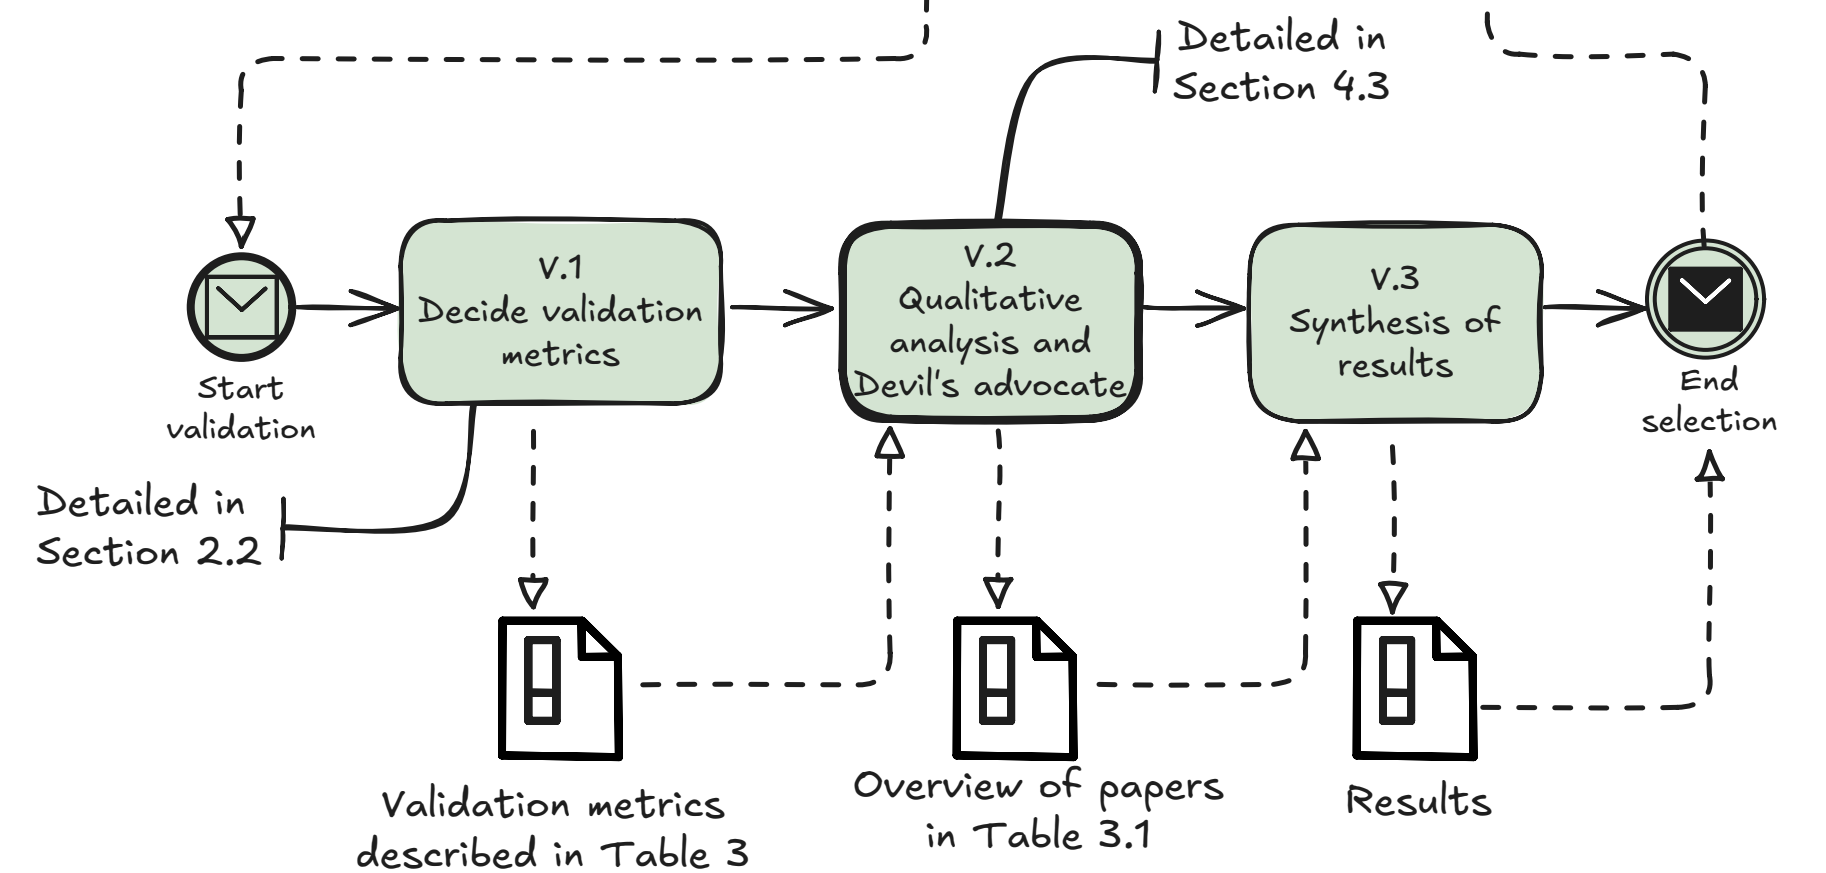 Detailed in
Section 4.3
V.1
Decide validation
metrics
V.2
Qualitative
analysis and
Devil's advocate
V.3
Synthesis of
results
Start
validation
End
selection
Detailed in
Section 2.2
Validation metrics
described in Table 3
Overview of papers
in Table 3.1
Results